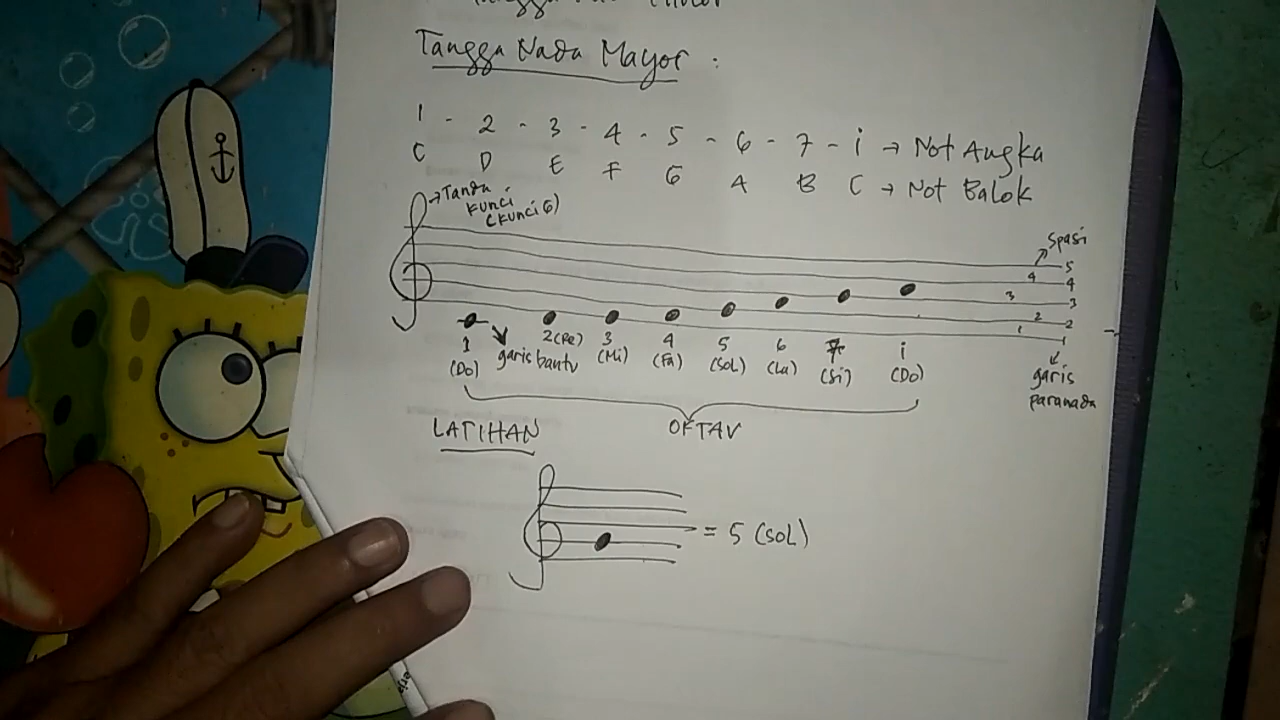 Tangga Nada Mayor :
1 - 2 - 3 - 4 - 5 - 6 - 7 - i → Not Angka
C D E F G A B C → Not Balok
→ Tanda
kunci
(kunci G)
Spasi
5
4 4
3 3
2 2
1 1
1 2(Re) 3 4 5 6 7 i
(Do) garis bantu (Mi) (Fa) (SOL) (La) (Si) (Do)
garis
paranada
OKTAV
LATIHAN
= 5 (SOL)